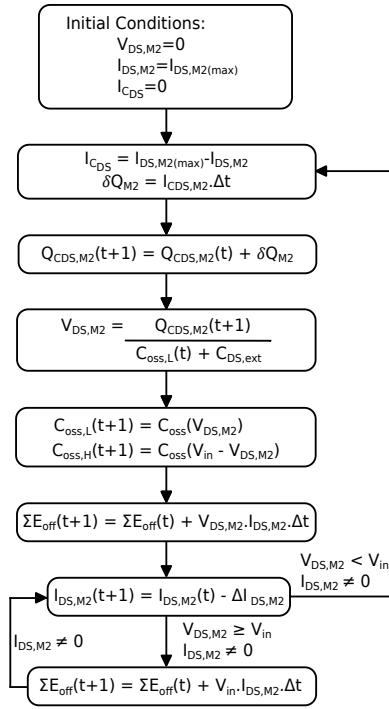 Initial Conditions:
V_DS,M2=0
I_DS,M2=I_DS,M2(max)
I_C_DS=0
I_C_DS = I_DS,M2(max)-I_DS,M2
δQ_M2 = I_CDS,M2.Δt
Q_CDS,M2(t+1) = Q_CDS,M2(t) + δQ_M2
V_DS,M2 = Q_CDS,M2(t+1)
C_oss,L(t) + C_DS,ext
C_oss,L(t+1) = C_oss(V_DS,M2)
C_oss,H(t+1) = C_oss(V_in - V_DS,M2)
ΣE_off(t+1) = ΣE_off(t) + V_DS,M2.I_DS,M2.Δt
V_DS,M2 < V_in
I_DS,M2 ≠ 0
I_DS,M2(t+1) = I_DS,M2(t) - ΔI_DS,M2
I_DS,M2 ≠ 0
V_DS,M2 ≥ V_in
I_DS,M2 ≠ 0
ΣE_off(t+1) = ΣE_off(t) + V_in.I_DS,M2.Δt